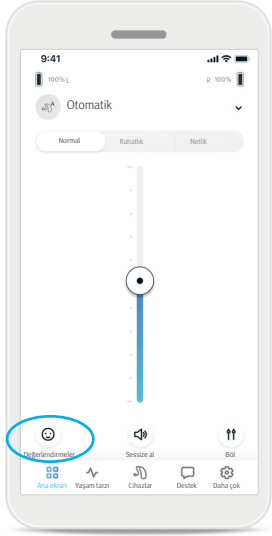 9:41
100% L
R 100%
Otomatik
Normal Rahatlık Netlik
Değerlendirmeler Sessize al Böl
Ana ekran Yaşam tarzı Cihazlar Destek Daha çok